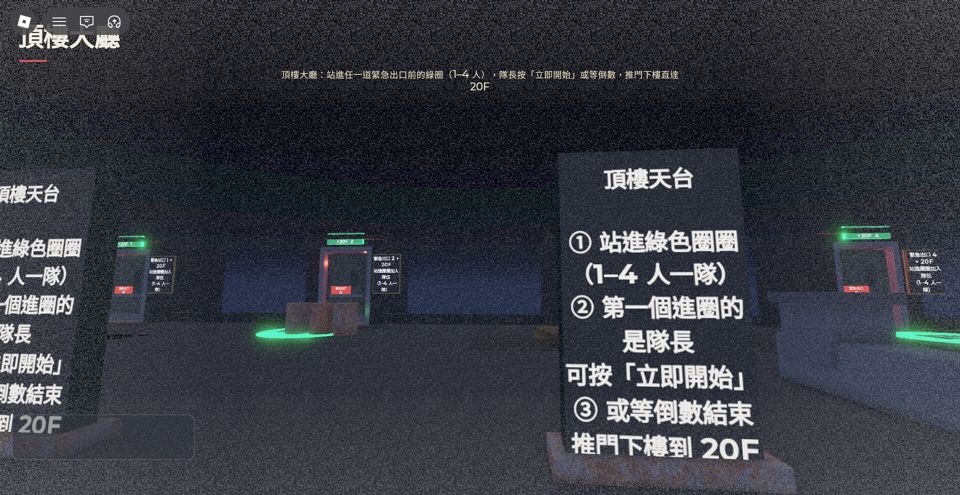 頂樓大廳
頂樓大廳：站進任一道緊急出口前的綠圈（1–4 人），隊長按「立即開始」或等倒數，推門下樓直達
20F
頂樓天台
進綠色圈圈
人一隊）
一個進圈的
隊長
立即開始」
倒數結束
到 20F
頂樓天台
① 站進綠色圈圈
（1–4 人一隊）
② 第一個進圈的
是隊長
可按「立即開始」
③ 或等倒數結束
推門下樓到 20F